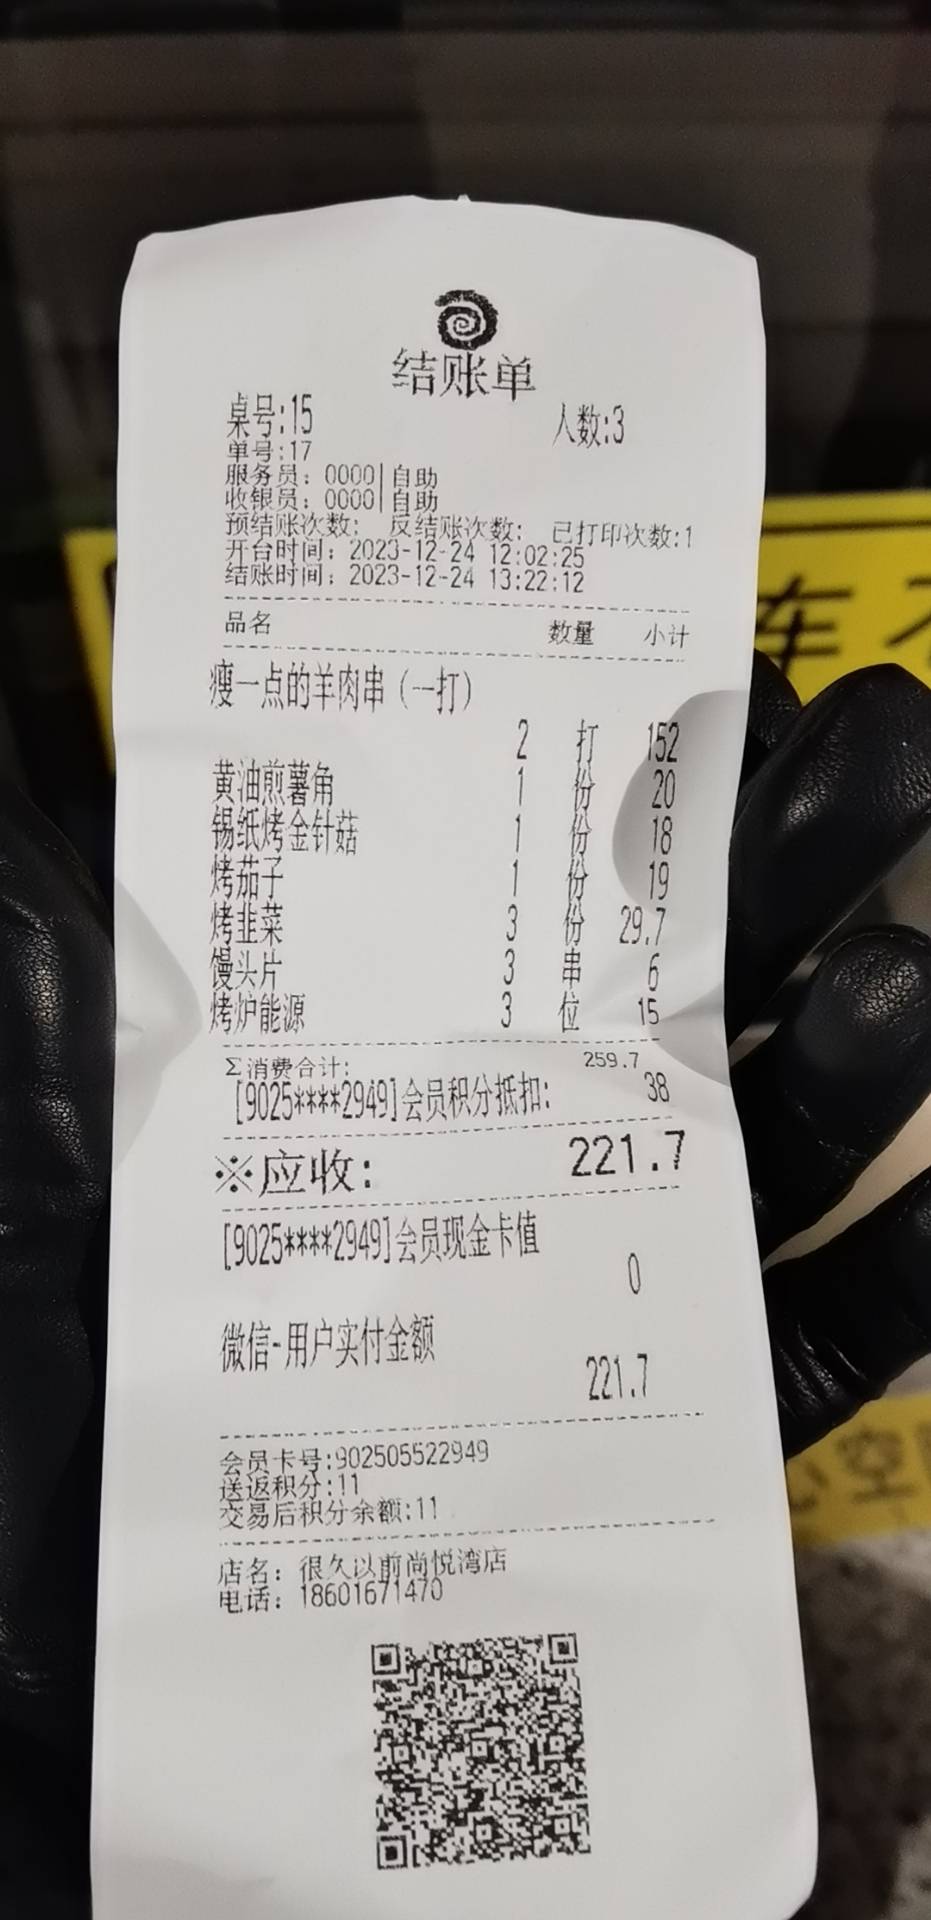 结账单
桌号:15 人数:3
单号:17
服务员: 0000|自助
收银员: 0000|自助
预结账次数: 反结账次数: 已打印次数:1
开台时间: 2023-12-24 12:02:25
结账时间: 2023-12-24 13:22:12
品名 数量 小计
瘦一点的羊肉串(一打)
2 打 152
黄油煎薯角 1 份 20
锡纸烤金针菇 1 份 18
烤茄子 1 份 19
烤韭菜 3 份 29.7
馒头片 3 串 6
烤炉能源 3 位 15
Σ消费合计: 259.7
[9025****2949]会员积分抵扣: 38
※应收: 221.7
[9025****2949]会员现金卡值
0
微信-用户实付金额
221.7
会员卡号:902505522949
送返积分:11
交易后积分余额:11
店名: 很久以前尚悦湾店
电话: 18601671470
车
心空